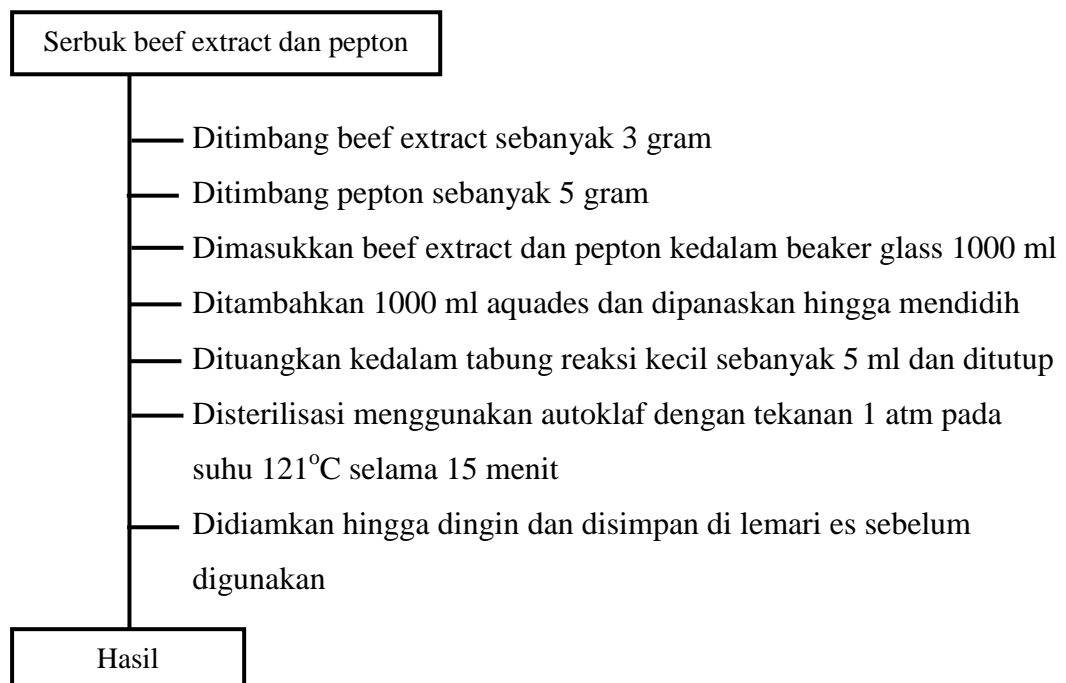 Serbuk beef extract dan pepton
Ditimbang beef extract sebanyak 3 gram
Ditimbang pepton sebanyak 5 gram
Dimasukkan beef extract dan pepton kedalam beaker glass 1000 ml
Ditambahkan 1000 ml aquades dan dipanaskan hingga mendidih
Dituangkan kedalam tabung reaksi kecil sebanyak 5 ml dan ditutup
Disterilisasi menggunakan autoklaf dengan tekanan 1 atm pada
suhu 121°C selama 15 menit
Didiamkan hingga dingin dan disimpan di lemari es sebelum
digunakan
Hasil